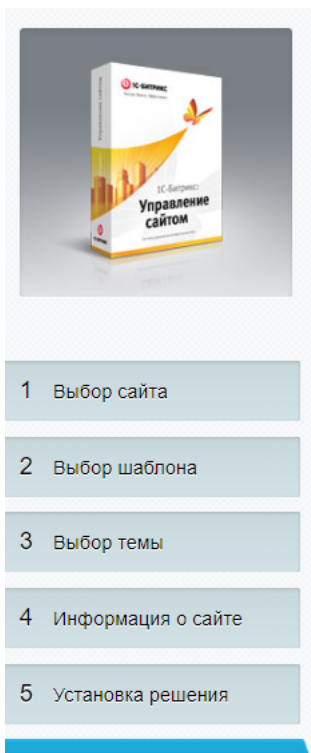 1С-БИТРИКС
1С-Битрикс:
Управление
сайтом
1 Выбор сайта
2 Выбор шаблона
3 Выбор темы
4 Информация о сайте
5 Установка решения